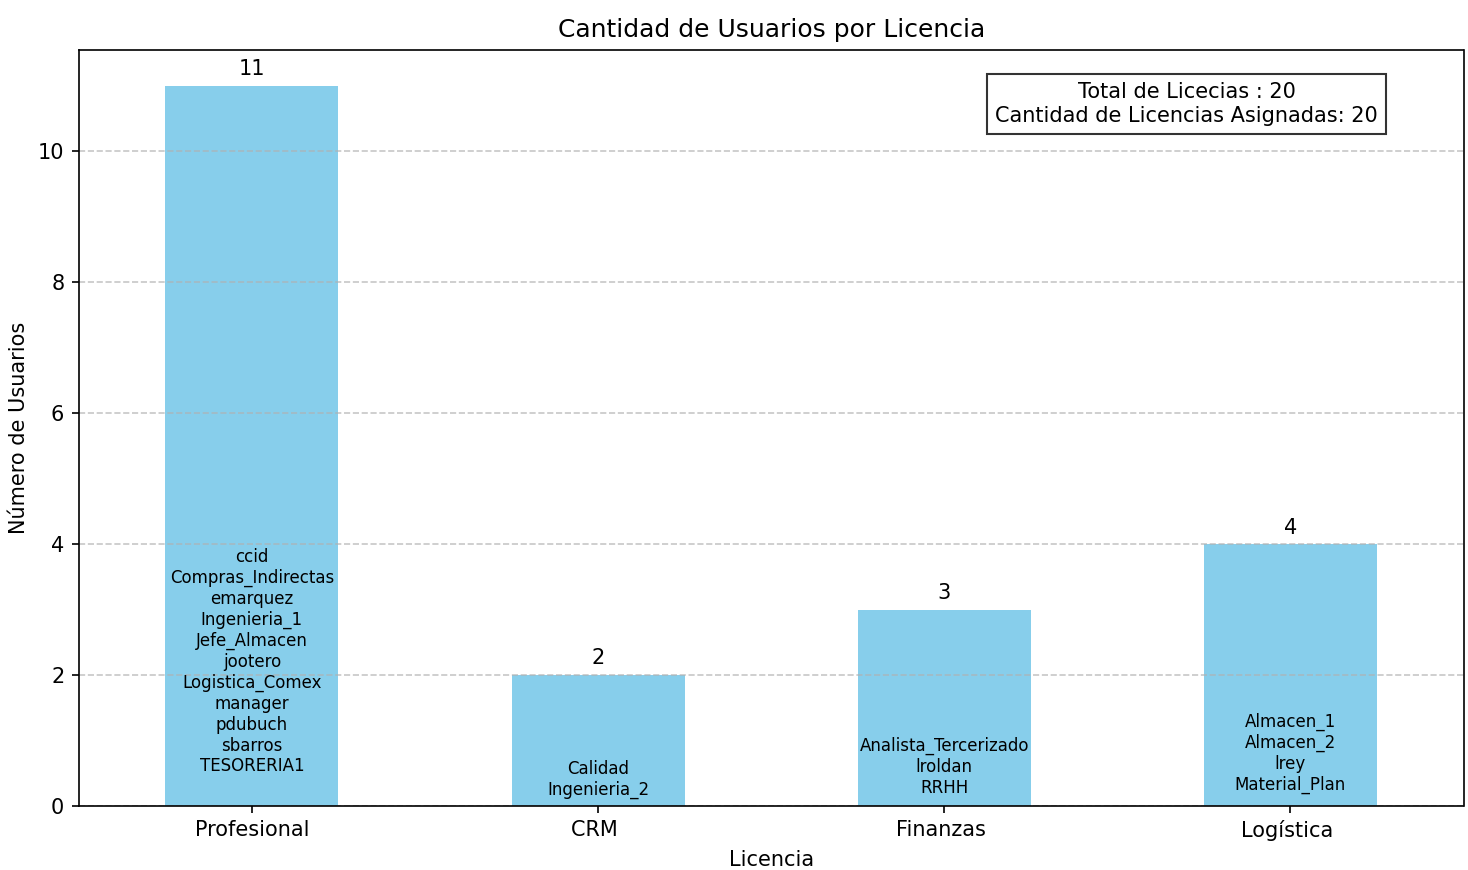 Cantidad de Usuarios por Licencia
Total de Licecias : 20
Cantidad de Licencias Asignadas: 20
Número de Usuarios
10
8
6
4
2
0
11
ccid
Compras_Indirectas
emarquez
Ingenieria_1
Jefe_Almacen
jootero
Logistica_Comex
manager
pdubuch
sbarros
TESORERIA1
2
Calidad
Ingenieria_2
3
Analista_Tercerizado
lroldan
RRHH
4
Almacen_1
Almacen_2
lrey
Material_Plan
Profesional
CRM
Finanzas
Logística
Licencia